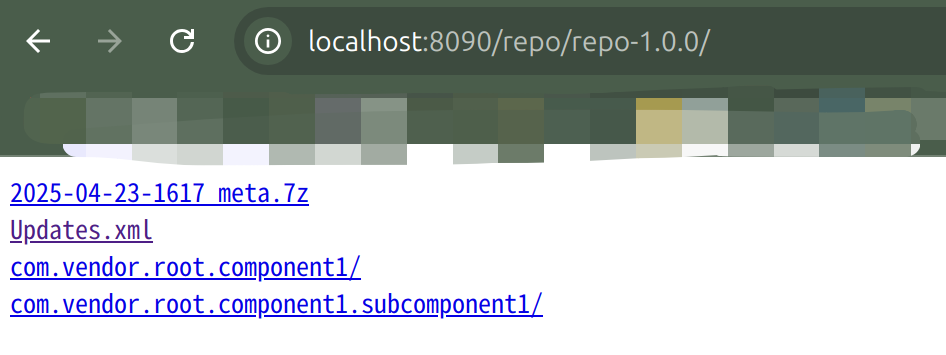 localhost:8090/repo/repo-1.0.0/
2025-04-23-1617_meta.7z
Updates.xml
com.vendor.root.component1/
com.vendor.root.component1.subcomponent1/